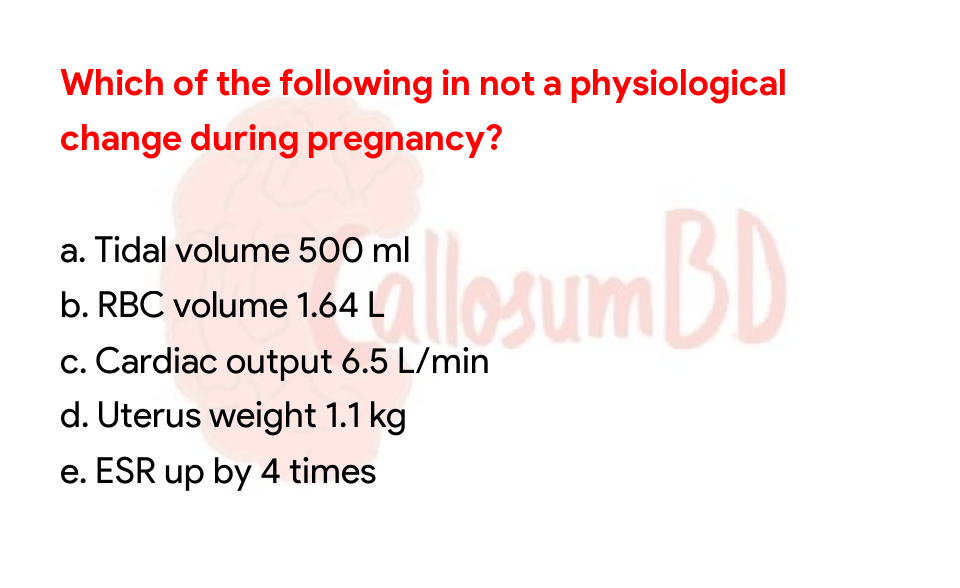 Which of the following in not a physiological
change during pregnancy?
a. Tidal volume 500 ml
b. RBC volume 1.64 L
c. Cardiac output 6.5 L/min
d. Uterus weight 1.1 kg
e. ESR up by 4 times
CallosumBD